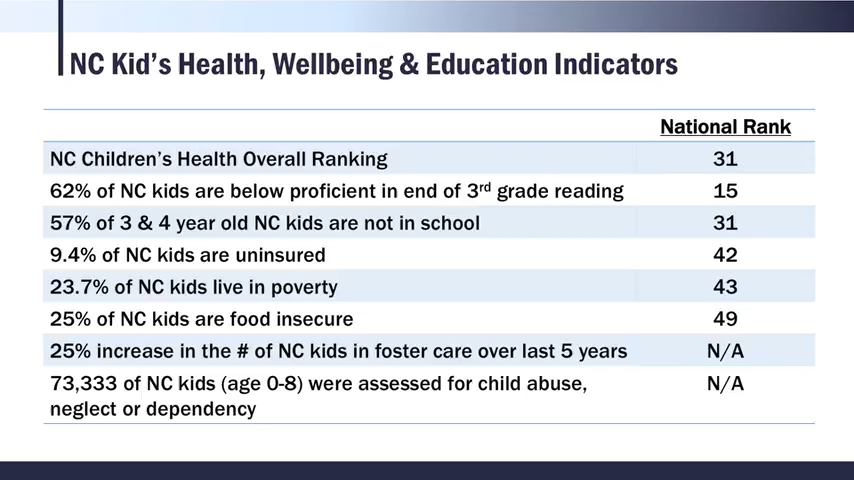 NC Kid's Health, Wellbeing & Education Indicators
National Rank
NC Children's Health Overall Ranking 31
62% of NC kids are below proficient in end of 3rd grade reading 15
57% of 3 & 4 year old NC kids are not in school 31
9.4% of NC kids are uninsured 42
23.7% of NC kids live in poverty 43
25% of NC kids are food insecure 49
25% increase in the # of NC kids in foster care over last 5 years N/A
73,333 of NC kids (age 0-8) were assessed for child abuse, N/A
neglect or dependency